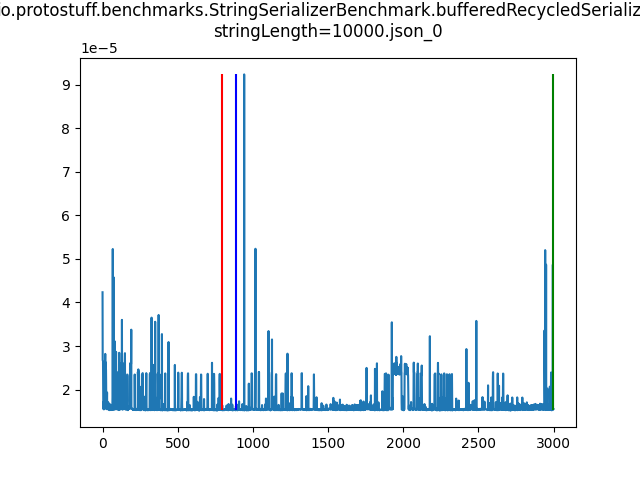 io.protostuff.benchmarks.StringSerializerBenchmark.bufferedRecycledSerializ
stringLength=10000.json_0
1e−5
9
8
7
6
5
4
3
2
0 500 1000 1500 2000 2500 3000